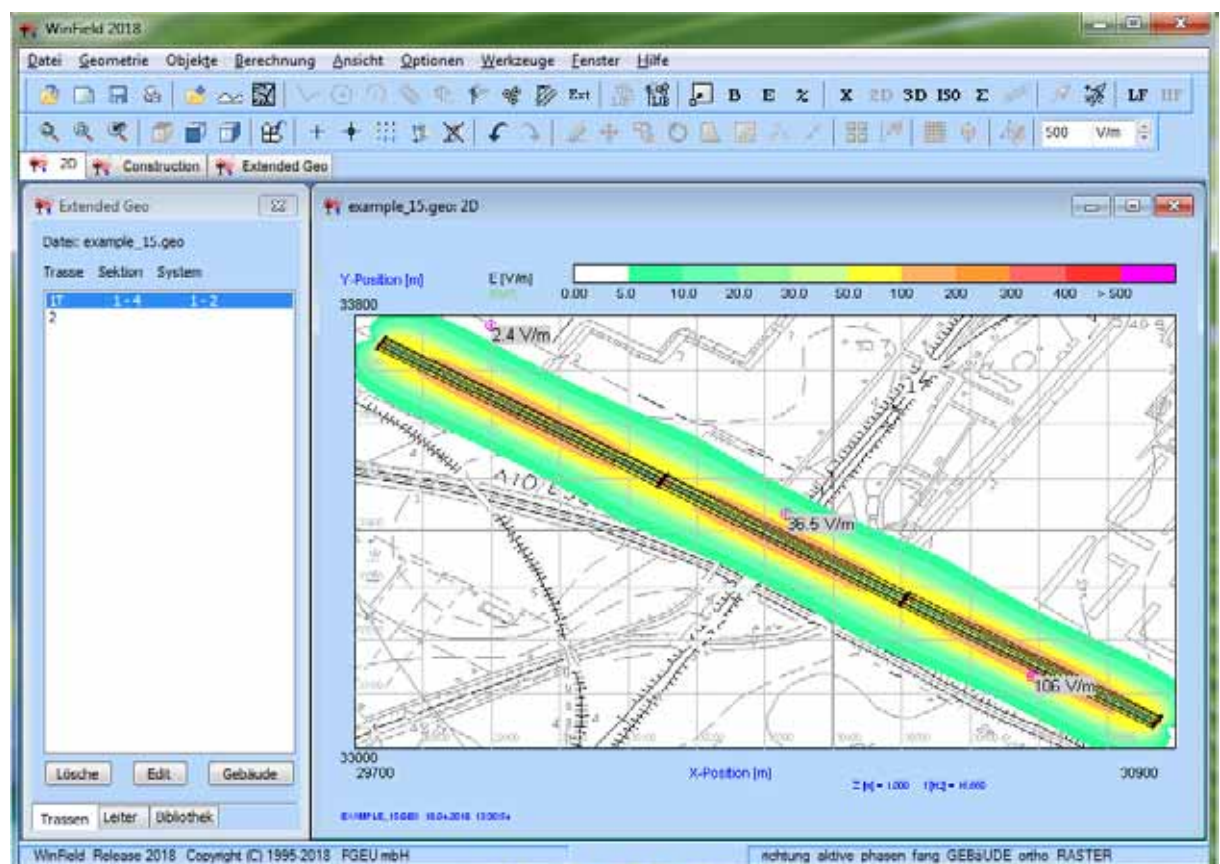 WinField 2018
Datei Geometrie Objekte Berechnung Ansicht Optionen Werkzeuge Fenster Hilfe
Ext B E X 2D 3D ISO Σ LF HF
500 V/m
2D Construction Extended Geo
Extended Geo
Datei: example_15.geo
Trasse Sektion System
1T 1-4 1-2
2
Lösche Edit Gebäude
Trassen Leiter Bibliothek
example_15.geo: 2D
Y-Position [m] E [V/m]
0.00 5.0 10.0 20.0 30.0 50.0 100 200 300 400 > 500
33800
2.4 V/m
A10
36.5 V/m
106 V/m
33000
29700 X-Position [m] 30900
WinField Release 2018 Copyright (C) 1995-2018 FGEU mbH
richtung aktive phasen fang GEBäUDE ortho RASTER